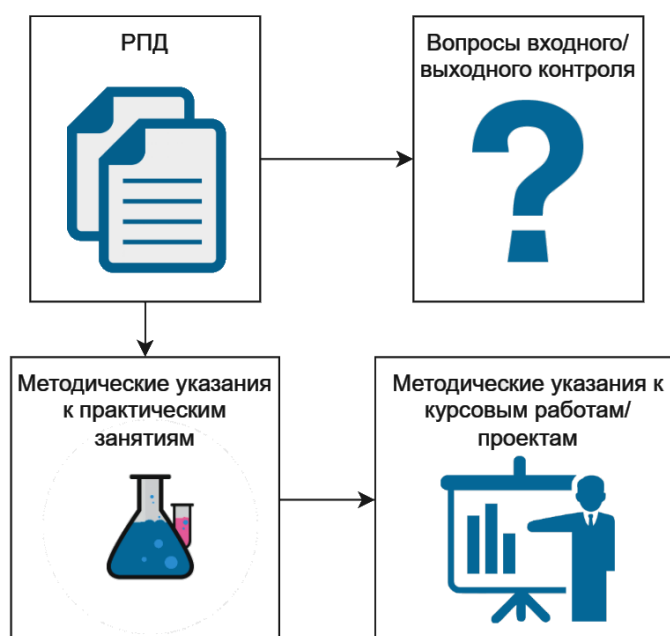 РПД
Вопросы входного/
выходного контроля
Методические указания
к практическим
занятиям
Методические указания к
курсовым работам/
проектам